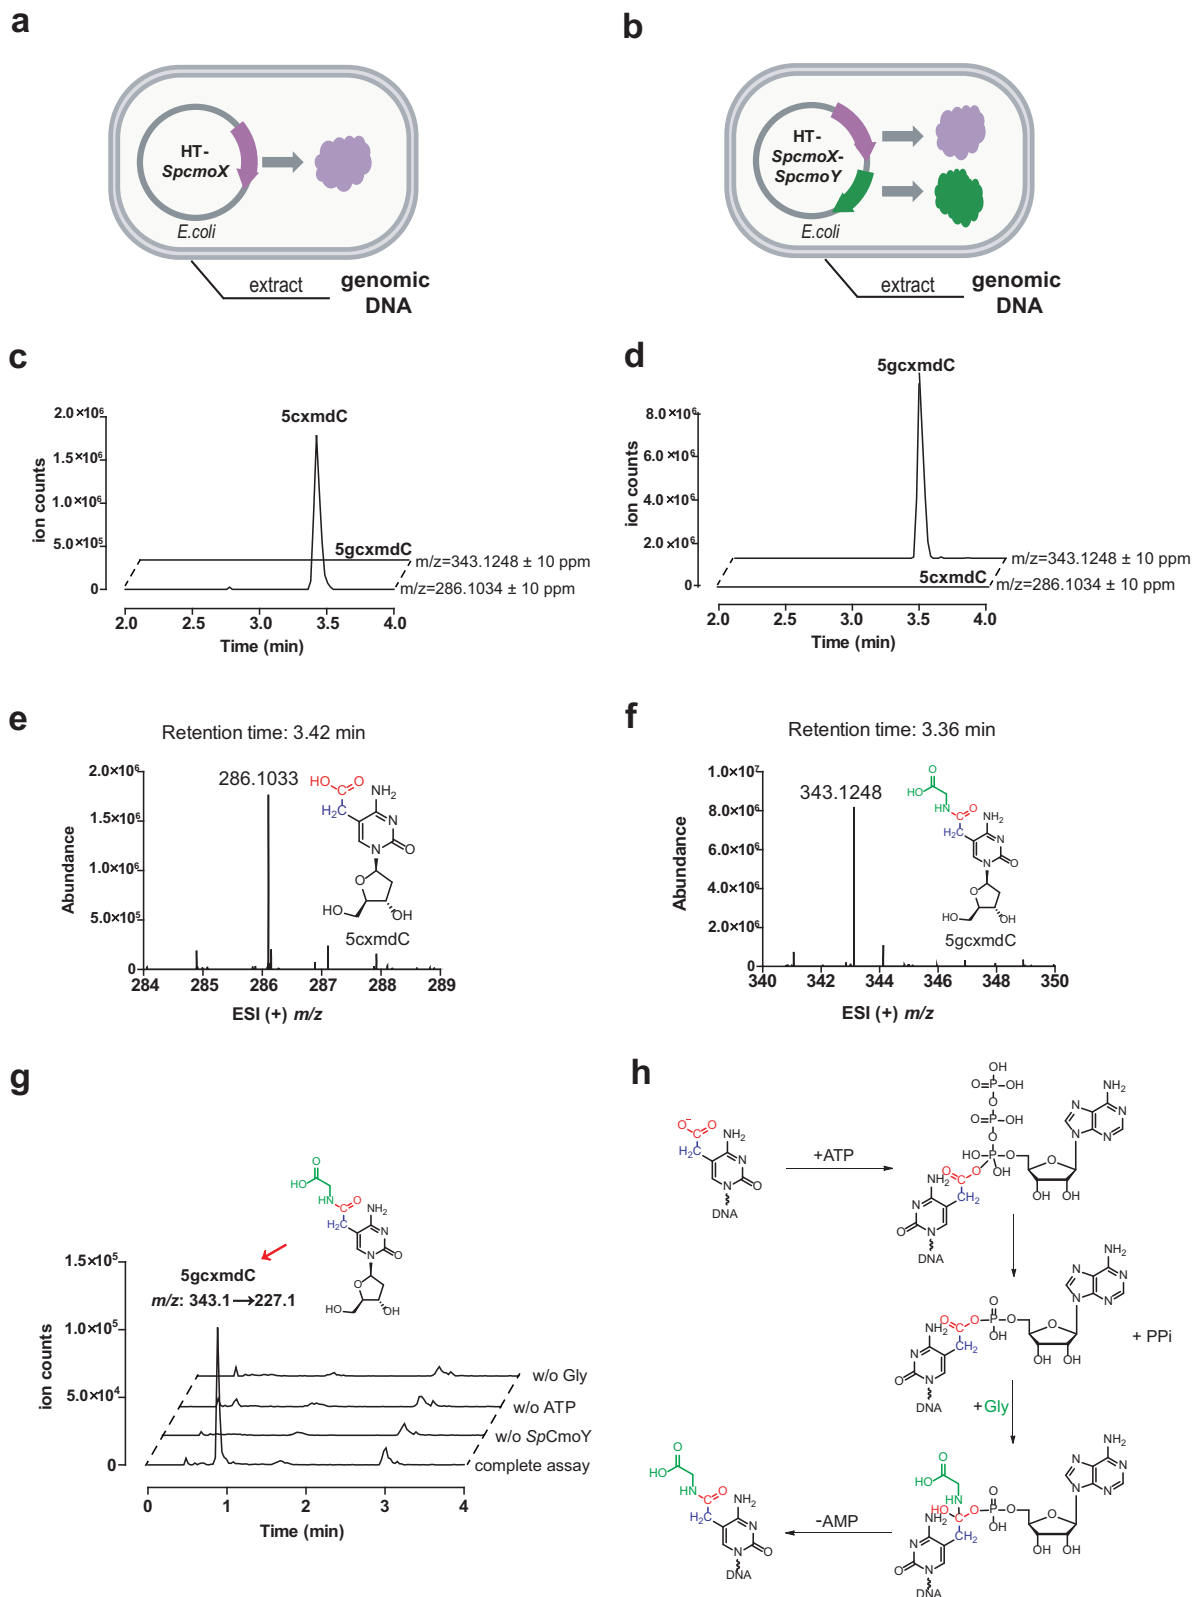 a
HT-
SpcmoX
E.coli
extract
genomic
DNA
b
HT-
SpcmoX-
SpcmoY
E.coli
extract
genomic
DNA
c
2.0×10⁶
1.5×10⁶
1.0×10⁶
5.0×10⁵
0
ion counts
5cxmdC
5gcxmdC
m/z=343.1248 ± 10 ppm
m/z=286.1034 ± 10 ppm
2.0 2.5 3.0 3.5 4.0
Time (min)
d
8.0×10⁶
6.0×10⁶
4.0×10⁶
2.0×10⁶
0
ion counts
5gcxmdC
m/z=343.1248 ± 10 ppm
5cxmdC
m/z=286.1034 ± 10 ppm
2.0 2.5 3.0 3.5 4.0
Time (min)
e
Retention time: 3.42 min
2.0×10⁶
1.5×10⁶
1.0×10⁶
5.0×10⁵
0
Abundance
286.1033
HO C O
H₂C NH₂
N
N O
O
HO OH
5cxmdC
284 285 286 287 288 289
ESI (+) m/z
f
Retention time: 3.36 min
1.0×10⁷
8.0×10⁶
6.0×10⁶
4.0×10⁶
2.0×10⁶
0
Abundance
343.1248
O
HO
HN C O
H₂C NH₂
N
N O
O
HO OH
5gcxmdC
340 342 344 346 348 350
ESI (+) m/z
g
O
HO
HN C O
H₂C NH₂
N
N O
O
HO OH
1.5×10⁵
1.0×10⁵
5.0×10⁴
0
ion counts
5gcxmdC
m/z: 343.1→227.1
w/o Gly
w/o ATP
w/o SpCmoY
complete assay
0 1 2 3 4
Time (min)
h
O⁻ C O
H₂C NH₂
N
N O
DNA
+ATP
OH
O=P-OH
O
O=P-OH
O
HO P O
OH
O
O C
NH₂ CH₂
N
O N
DNA
NH₂
N N
N N
O
OH OH
O C O P O
O
OH
NH₂ CH₂
N
O N
DNA
NH₂
N N
N N
O
OH OH
+ PPi
+Gly
O
HO
HN
HO C O P O
O
OH
NH₂ CH₂
N
O N
DNA
NH₂
N N
N N
O
OH OH
-AMP
O
HO
HN C O
H₂C NH₂
N
N O
DNA